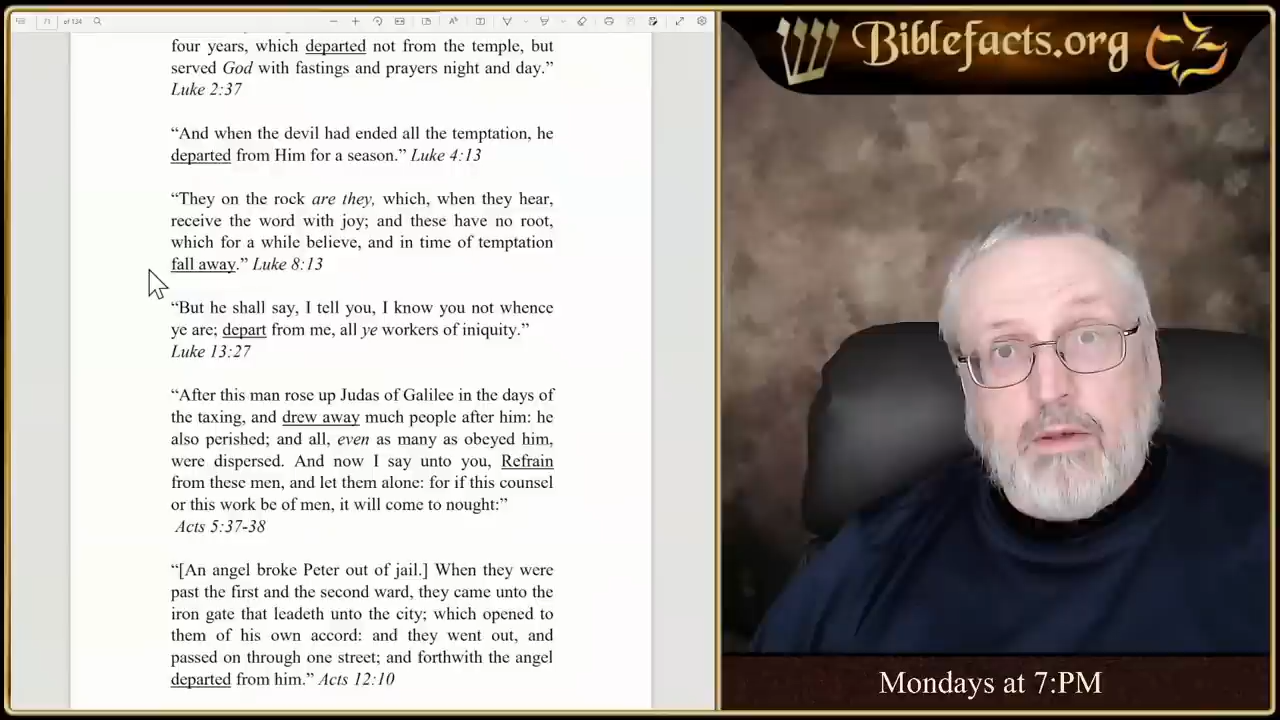 71 of 124
four years, which departed not from the temple, but
served God with fastings and prayers night and day.”
Luke 2:37
“And when the devil had ended all the temptation, he
departed from Him for a season.” Luke 4:13
“They on the rock are they, which, when they hear,
receive the word with joy; and these have no root,
which for a while believe, and in time of temptation
fall away.” Luke 8:13
“But he shall say, I tell you, I know you not whence
ye are; depart from me, all ye workers of iniquity.”
Luke 13:27
“After this man rose up Judas of Galilee in the days of
the taxing, and drew away much people after him: he
also perished; and all, even as many as obeyed him,
were dispersed. And now I say unto you, Refrain
from these men, and let them alone: for if this counsel
or this work be of men, it will come to nought:”
Acts 5:37-38
“[An angel broke Peter out of jail.] When they were
past the first and the second ward, they came unto the
iron gate that leadeth unto the city; which opened to
them of his own accord: and they went out, and
passed on through one street; and forthwith the angel
departed from him.” Acts 12:10
Biblefacts.org
Mondays at 7:PM